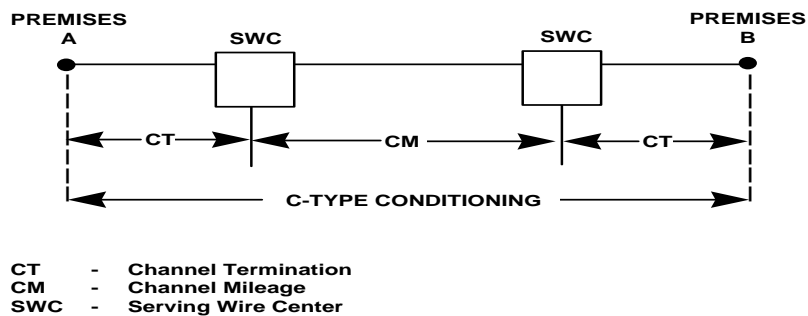 PREMISES
A
SWC
SWC
PREMISES
B
CT
CM
CT
C-TYPE CONDITIONING
CT - Channel Termination
CM - Channel Mileage
SWC - Serving Wire Center